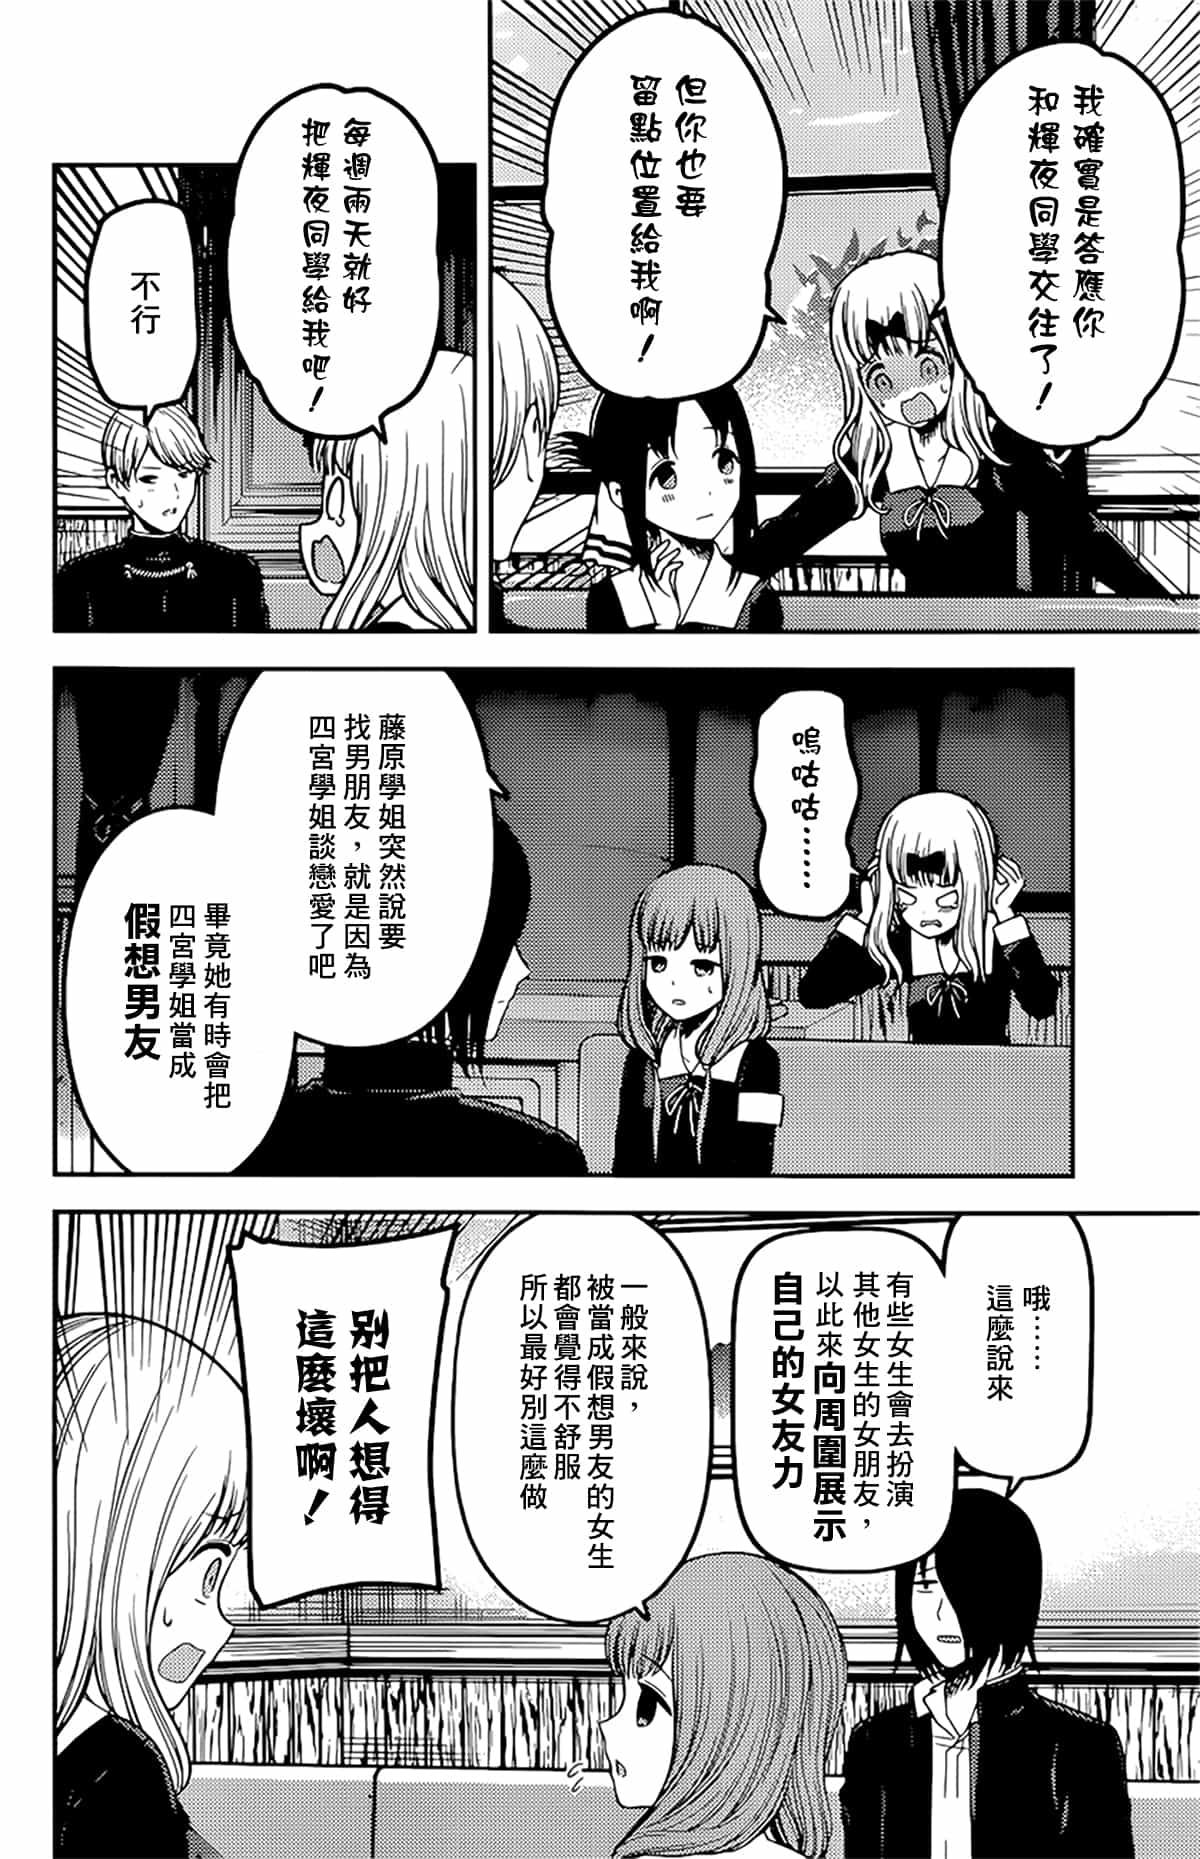 我確實是答應你
和輝夜同學交往了！
但你也要
留點位置給我啊！
每週兩天就好
把輝夜同學給我吧！
不行
嗚咕咕……
藤原學姐突然說要
找男朋友，就是因為
四宮學姐談戀愛了吧
畢竟她有時會把
四宮學姐當成
假想男友
哦……
這麼說來
有些女生會去扮演
其他女生的女朋友，
以此來向周圍展示
自己的女友力
一般來說，
被當成假想男友的女生
都會覺得不舒服
所以最好別這麼做
別把人想得
這麼壞啊！